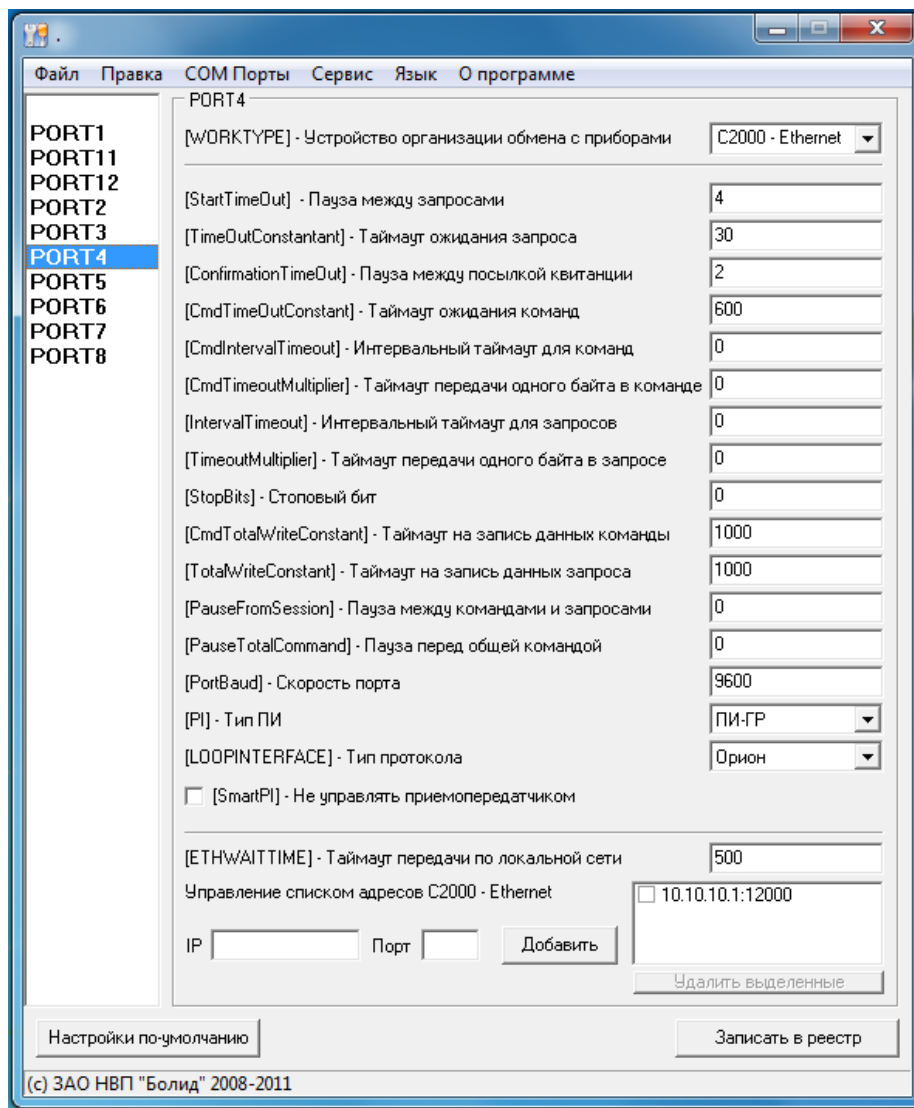 .
Файл Правка COM Порты Сервис Язык О программе
PORT1
PORT11
PORT12
PORT2
PORT3
PORT4
PORT5
PORT6
PORT7
PORT8
PORT4
[WORKTYPE] - Устройство организации обмена с приборами C2000 - Ethernet
[StartTimeOut] - Пауза между запросами 4
[TimeOutConstantant] - Таймаут ожидания запроса 30
[ConfirmationTimeOut] - Пауза между посылкой квитанции 2
[CmdTimeOutConstant] - Таймаут ожидания команд 600
[CmdIntervalTimeout] - Интервальный таймаут для команд 0
[CmdTimeoutMultiplier] - Таймаут передачи одного байта в команде 0
[IntervalTimeout] - Интервальный таймаут для запросов 0
[TimeoutMultiplier] - Таймаут передачи одного байта в запросе 0
[StopBits] - Стоповый бит 0
[CmdTotalWriteConstant] - Таймаут на запись данных команды 1000
[TotalWriteConstant] - Таймаут на запись данных запроса 1000
[PauseFromSession] - Пауза между командами и запросами 0
[PauseTotalCommand] - Пауза перед общей командой 0
[PortBaud] - Скорость порта 9600
[PI] - Тип ПИ ПИ-ГР
[LOOPINTERFACE] - Тип протокола Орион
[SmartPI] - Не управлять приемопередатчиком
[ETHWAITTIME] - Таймаут передачи по локальной сети 500
Управление списком адресов C2000 - Ethernet 10.10.10.1:12000
IP Порт Добавить
Удалить выделенные
Настройки по-умолчанию Записать в реестр
(c) ЗАО НВП "Болид" 2008-2011